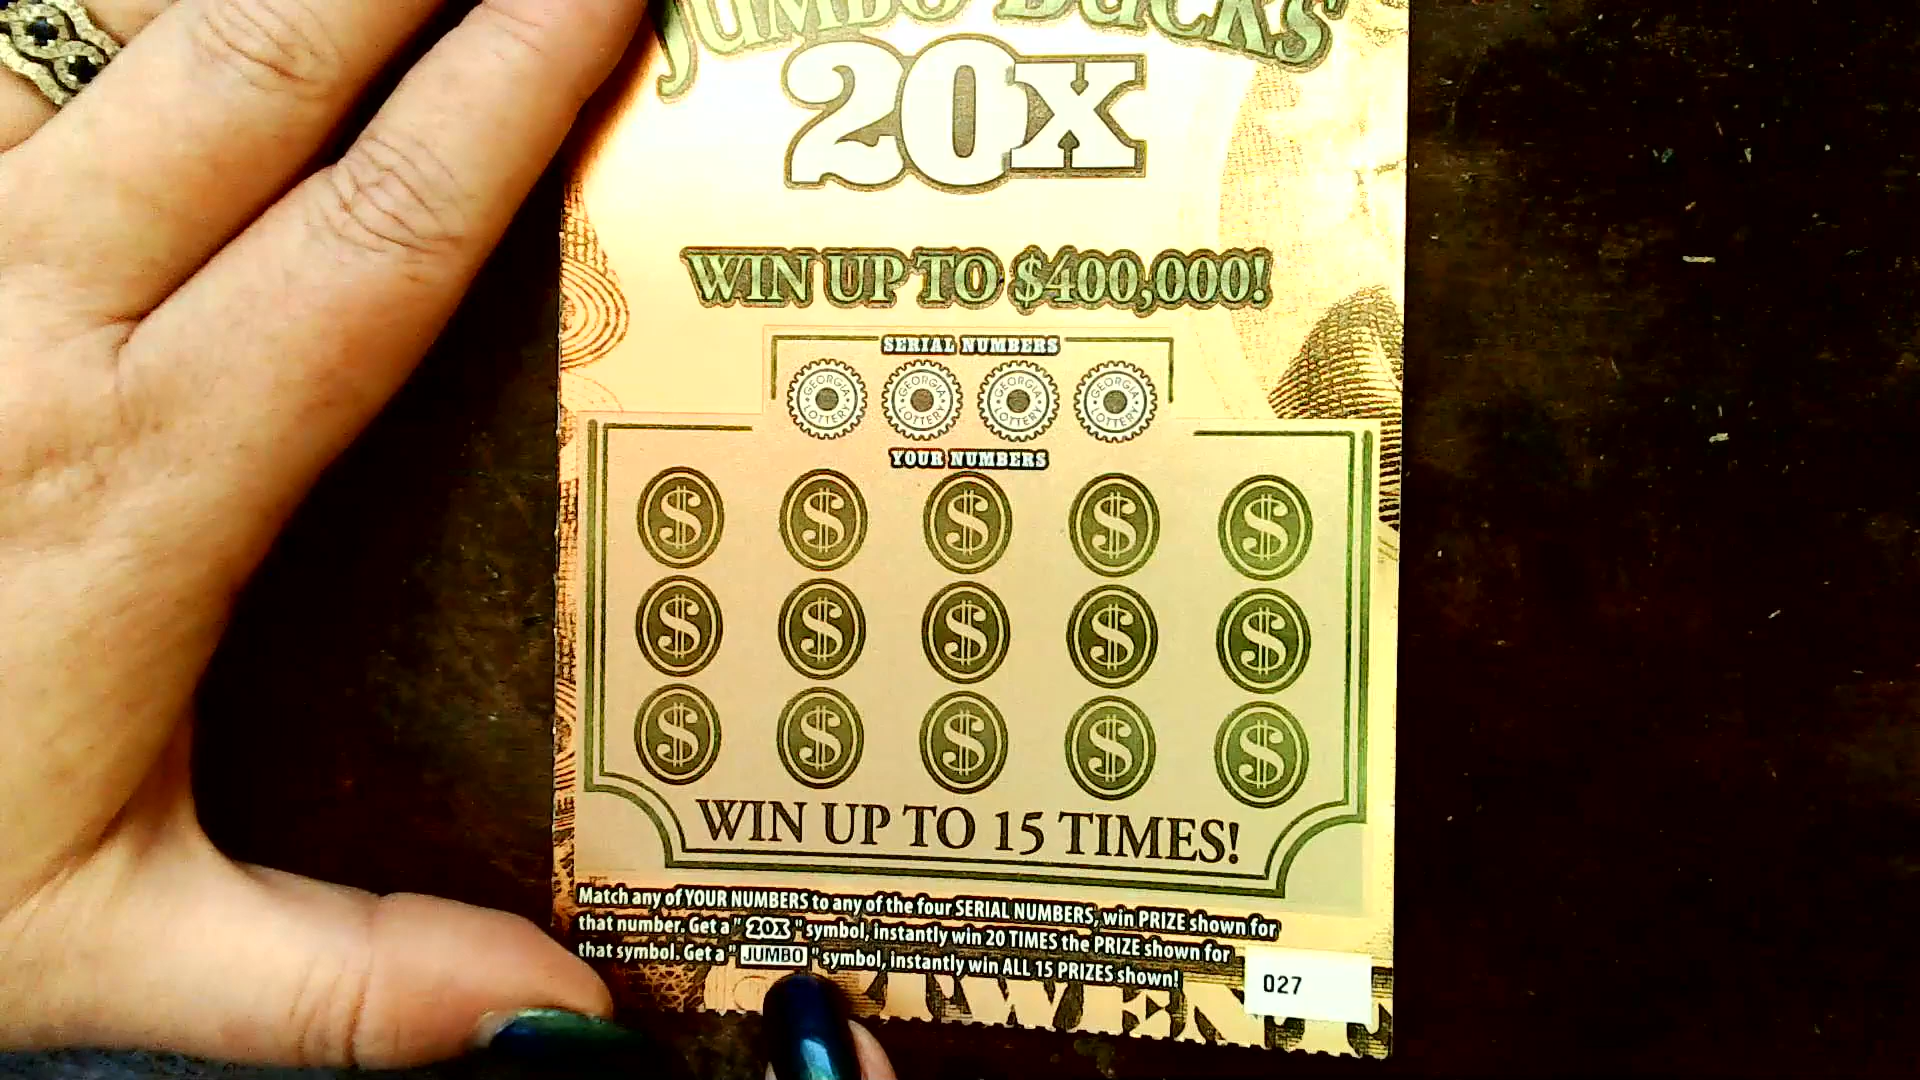 JUMBO BUCKS
20X
WIN UP TO $400,000!
SERIAL NUMBERS
GEORGIA LOTTERY GEORGIA LOTTERY GEORGIA LOTTERY GEORGIA LOTTERY
YOUR NUMBERS
$ $ $ $ $
$ $ $ $ $
$ $ $ $ $
WIN UP TO 15 TIMES!
Match any of YOUR NUMBERS to any of the four SERIAL NUMBERS, win PRIZE shown for
that number. Get a "20X" symbol, instantly win 20 TIMES the PRIZE shown for
that symbol. Get a "JUMBO" symbol, instantly win ALL 15 PRIZES shown!
027
TWENT